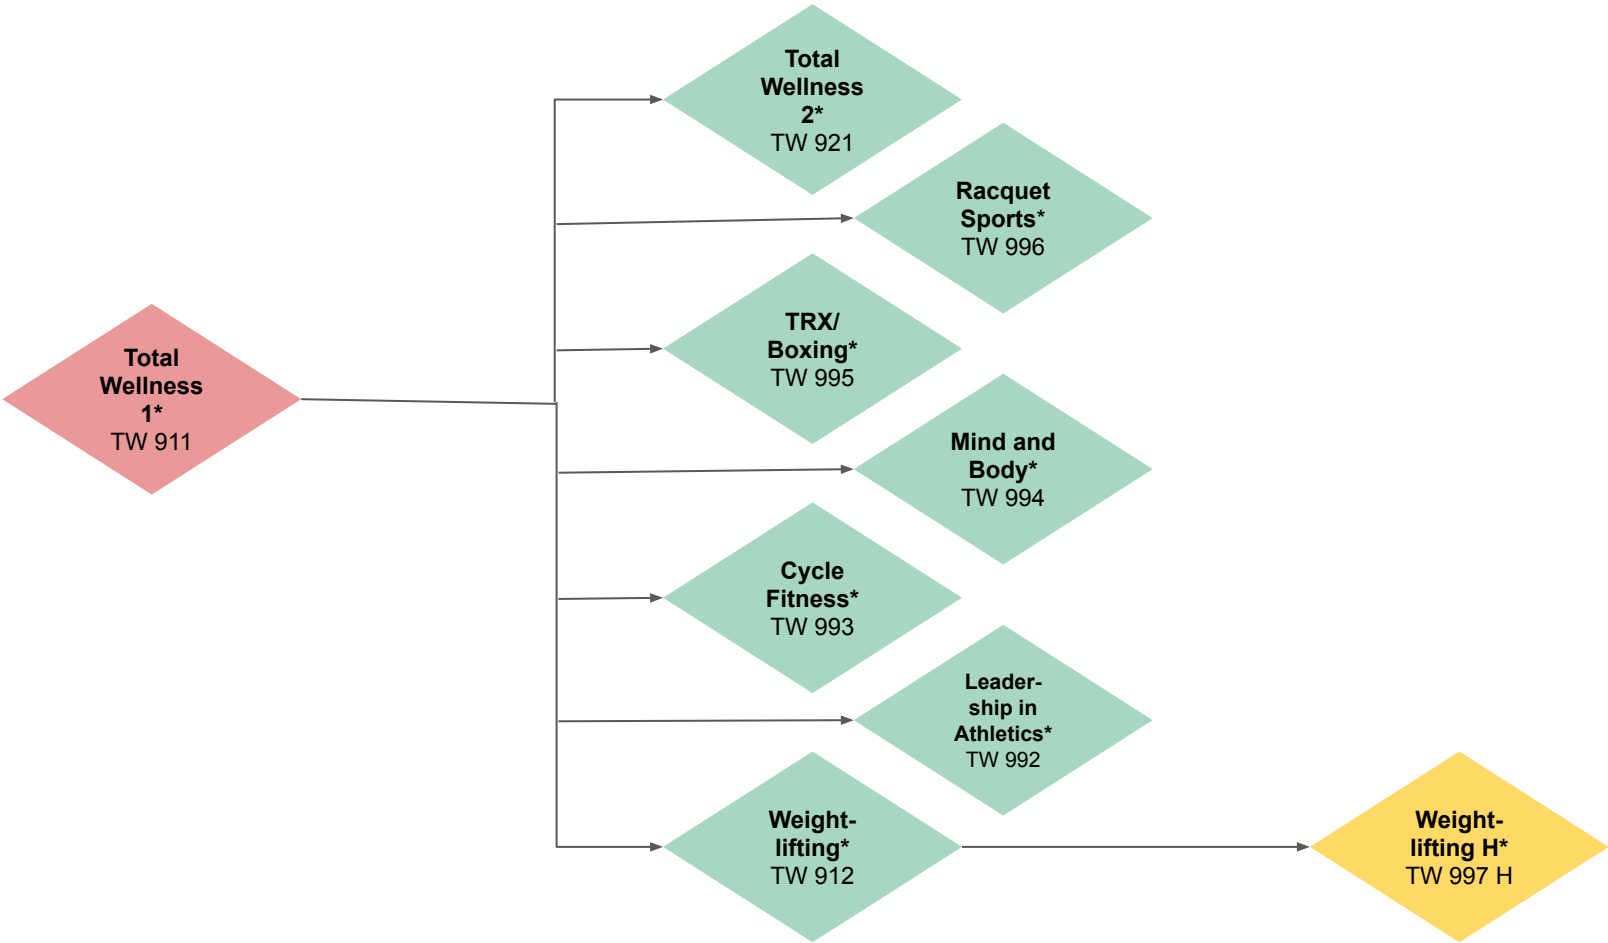 Total
Wellness
2*
TW 921
Racquet
Sports*
TW 996
TRX/
Boxing*
TW 995
Total
Wellness
1*
TW 911
Mind and
Body*
TW 994
Cycle
Fitness*
TW 993
Leader-
ship in
Athletics*
TW 992
Weight-
lifting*
TW 912
Weight-
lifting H*
TW 997 H